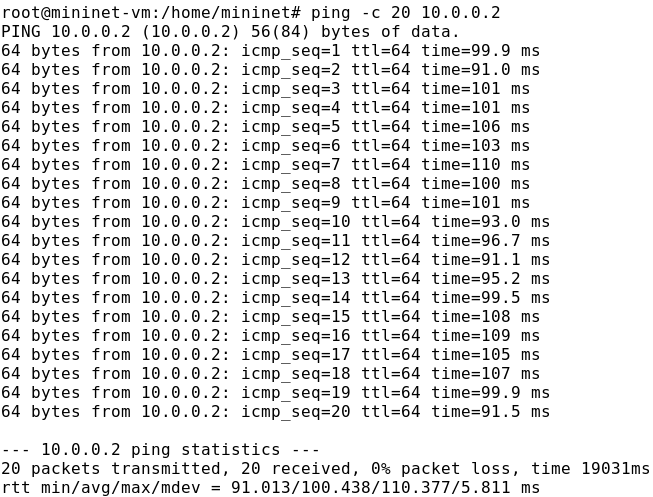 root@mininet-vm:/home/mininet# ping -c 20 10.0.0.2
PING 10.0.0.2 (10.0.0.2) 56(84) bytes of data.
64 bytes from 10.0.0.2: icmp_seq=1 ttl=64 time=99.9 ms
64 bytes from 10.0.0.2: icmp_seq=2 ttl=64 time=91.0 ms
64 bytes from 10.0.0.2: icmp_seq=3 ttl=64 time=101 ms
64 bytes from 10.0.0.2: icmp_seq=4 ttl=64 time=101 ms
64 bytes from 10.0.0.2: icmp_seq=5 ttl=64 time=106 ms
64 bytes from 10.0.0.2: icmp_seq=6 ttl=64 time=103 ms
64 bytes from 10.0.0.2: icmp_seq=7 ttl=64 time=110 ms
64 bytes from 10.0.0.2: icmp_seq=8 ttl=64 time=100 ms
64 bytes from 10.0.0.2: icmp_seq=9 ttl=64 time=101 ms
64 bytes from 10.0.0.2: icmp_seq=10 ttl=64 time=93.0 ms
64 bytes from 10.0.0.2: icmp_seq=11 ttl=64 time=96.7 ms
64 bytes from 10.0.0.2: icmp_seq=12 ttl=64 time=91.1 ms
64 bytes from 10.0.0.2: icmp_seq=13 ttl=64 time=95.2 ms
64 bytes from 10.0.0.2: icmp_seq=14 ttl=64 time=99.5 ms
64 bytes from 10.0.0.2: icmp_seq=15 ttl=64 time=108 ms
64 bytes from 10.0.0.2: icmp_seq=16 ttl=64 time=109 ms
64 bytes from 10.0.0.2: icmp_seq=17 ttl=64 time=105 ms
64 bytes from 10.0.0.2: icmp_seq=18 ttl=64 time=107 ms
64 bytes from 10.0.0.2: icmp_seq=19 ttl=64 time=99.9 ms
64 bytes from 10.0.0.2: icmp_seq=20 ttl=64 time=91.5 ms
--- 10.0.0.2 ping statistics ---
20 packets transmitted, 20 received, 0% packet loss, time 19031ms
rtt min/avg/max/mdev = 91.013/100.438/110.377/5.811 ms